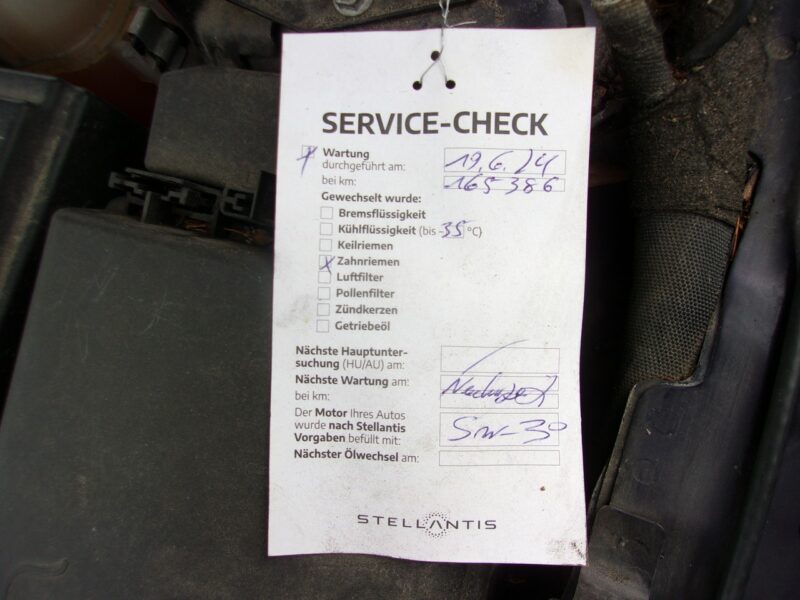 SERVICE-CHECK
Wartung
durchgeführt am: 19.6.24
bei km: 165 386
Gewechselt wurde:
Bremsflüssigkeit
Kühlflüssigkeit (bis -35 °C)
Keilriemen
x Zahnriemen
Luftfilter
Pollenfilter
Zündkerzen
Getriebeöl
Nächste Hauptunter-
suchung (HU/AU) am:
Nächste Wartung am:
bei km:
Der Motor Ihres Autos
wurde nach Stellantis
Vorgaben befüllt mit: 5w-30
Nächster Ölwechsel am:
STELLANTIS